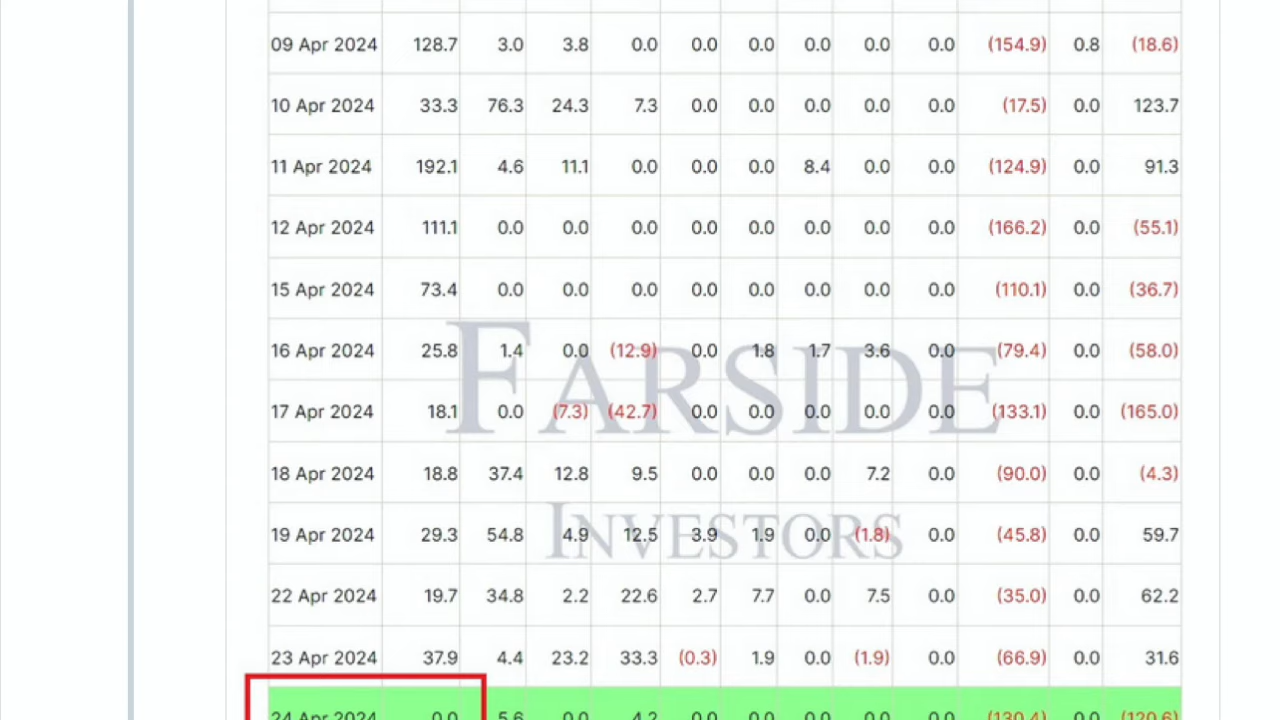 09 Apr 2024 128.7 3.0 3.8 0.0 0.0 0.0 0.0 0.0 0.0 (154.9) 0.8 (18.6)
10 Apr 2024 33.3 76.3 24.3 7.3 0.0 0.0 0.0 0.0 0.0 (17.5) 0.0 123.7
11 Apr 2024 192.1 4.6 11.1 0.0 0.0 0.0 8.4 0.0 0.0 (124.9) 0.0 91.3
12 Apr 2024 111.1 0.0 0.0 0.0 0.0 0.0 0.0 0.0 0.0 (166.2) 0.0 (55.1)
15 Apr 2024 73.4 0.0 0.0 0.0 0.0 0.0 0.0 0.0 0.0 (110.1) 0.0 (36.7)
16 Apr 2024 25.8 1.4 0.0 (12.9) 0.0 1.8 1.7 3.6 0.0 (79.4) 0.0 (58.0)
FARSIDE
17 Apr 2024 18.1 0.0 (7.3) (42.7) 0.0 0.0 0.0 0.0 0.0 (133.1) 0.0 (165.0)
18 Apr 2024 18.8 37.4 12.8 9.5 0.0 0.0 0.0 7.2 0.0 (90.0) 0.0 (4.3)
19 Apr 2024 29.3 54.8 4.9 12.5 3.9 1.9 0.0 (1.8) 0.0 (45.8) 0.0 59.7
INVESTORS
22 Apr 2024 19.7 34.8 2.2 22.6 2.7 7.7 0.0 7.5 0.0 (35.0) 0.0 62.2
23 Apr 2024 37.9 4.4 23.2 33.3 (0.3) 1.9 0.0 (1.9) 0.0 (66.9) 0.0 31.6
24 Apr 2024 0.0 5.6 0.0 4.2 (130.4) (120.6)